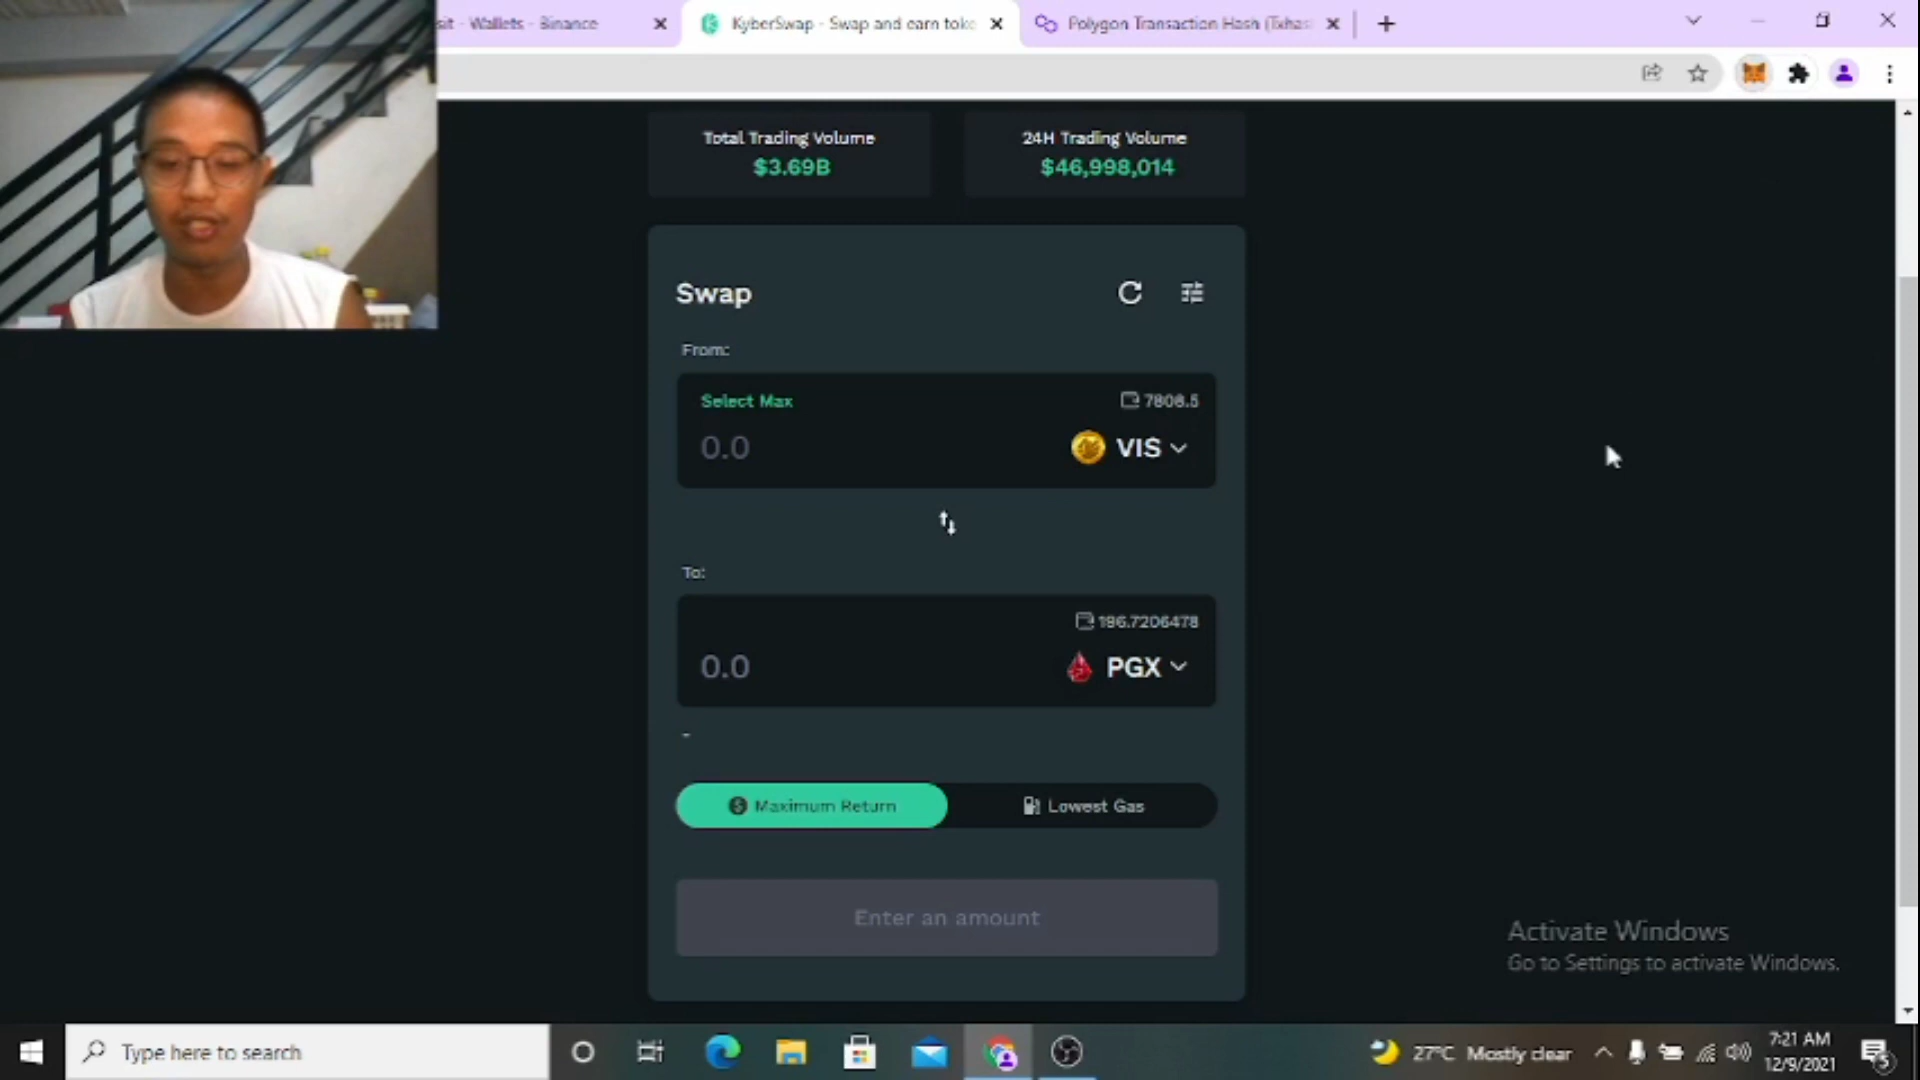 sit - Wallets - Binance
KyberSwap - Swap and earn toke
Polygon Transaction Hash (Txhas
Total Trading Volume
$3.69B
24H Trading Volume
$46,998,014
Swap
From:
Select Max
7808.5
0.0
VIS
To:
196.7206478
0.0
PGX
-
Maximum Return
Lowest Gas
Enter an amount
Activate Windows
Go to Settings to activate Windows.
Type here to search
27°C Mostly clear
7:21 AM
12/9/2021
5